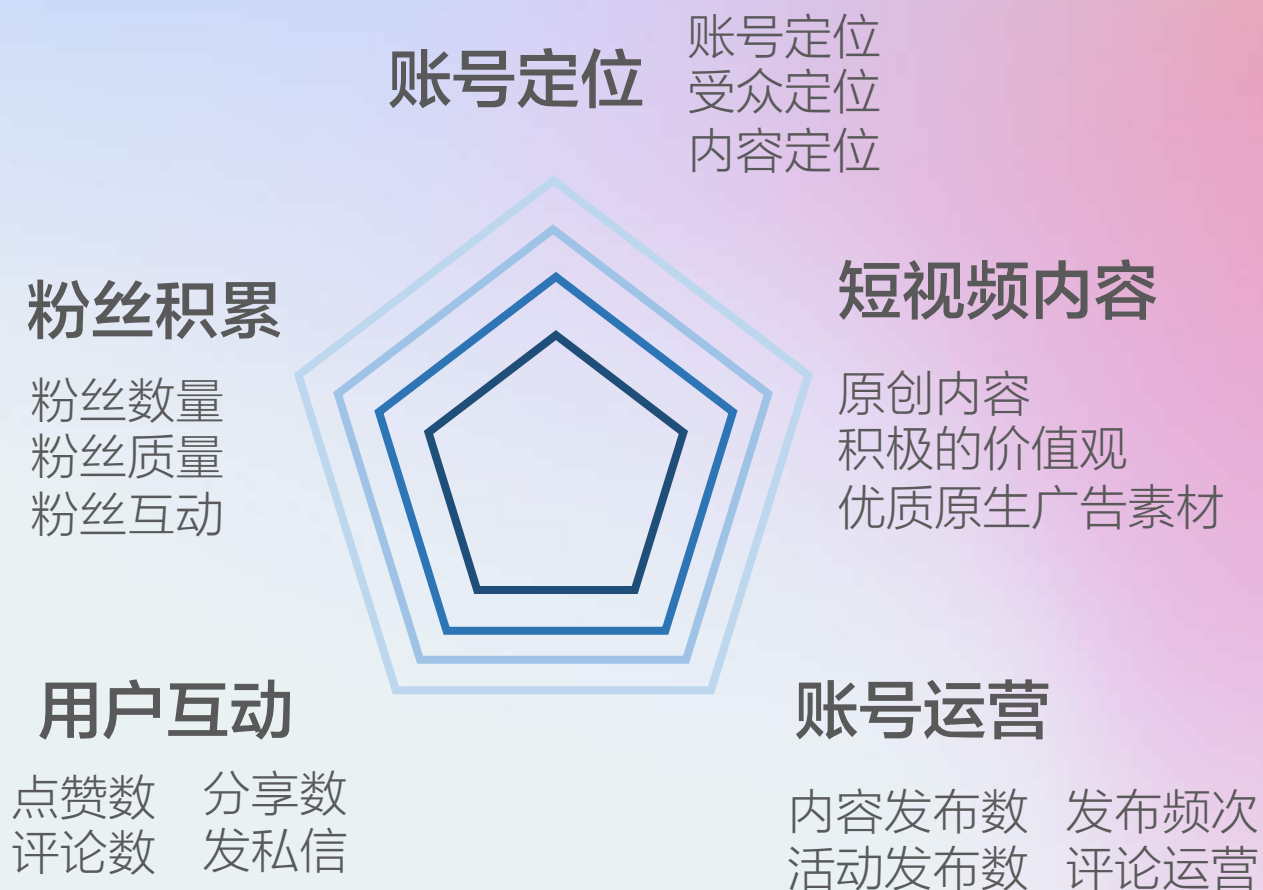 账号定位
账号定位
受众定位
内容定位
粉丝积累
粉丝数量
粉丝质量
粉丝互动
短视频内容
原创内容
积极的价值观
优质原生广告素材
用户互动
点赞数 分享数
评论数 发私信
账号运营
内容发布数 发布频次
活动发布数 评论运营